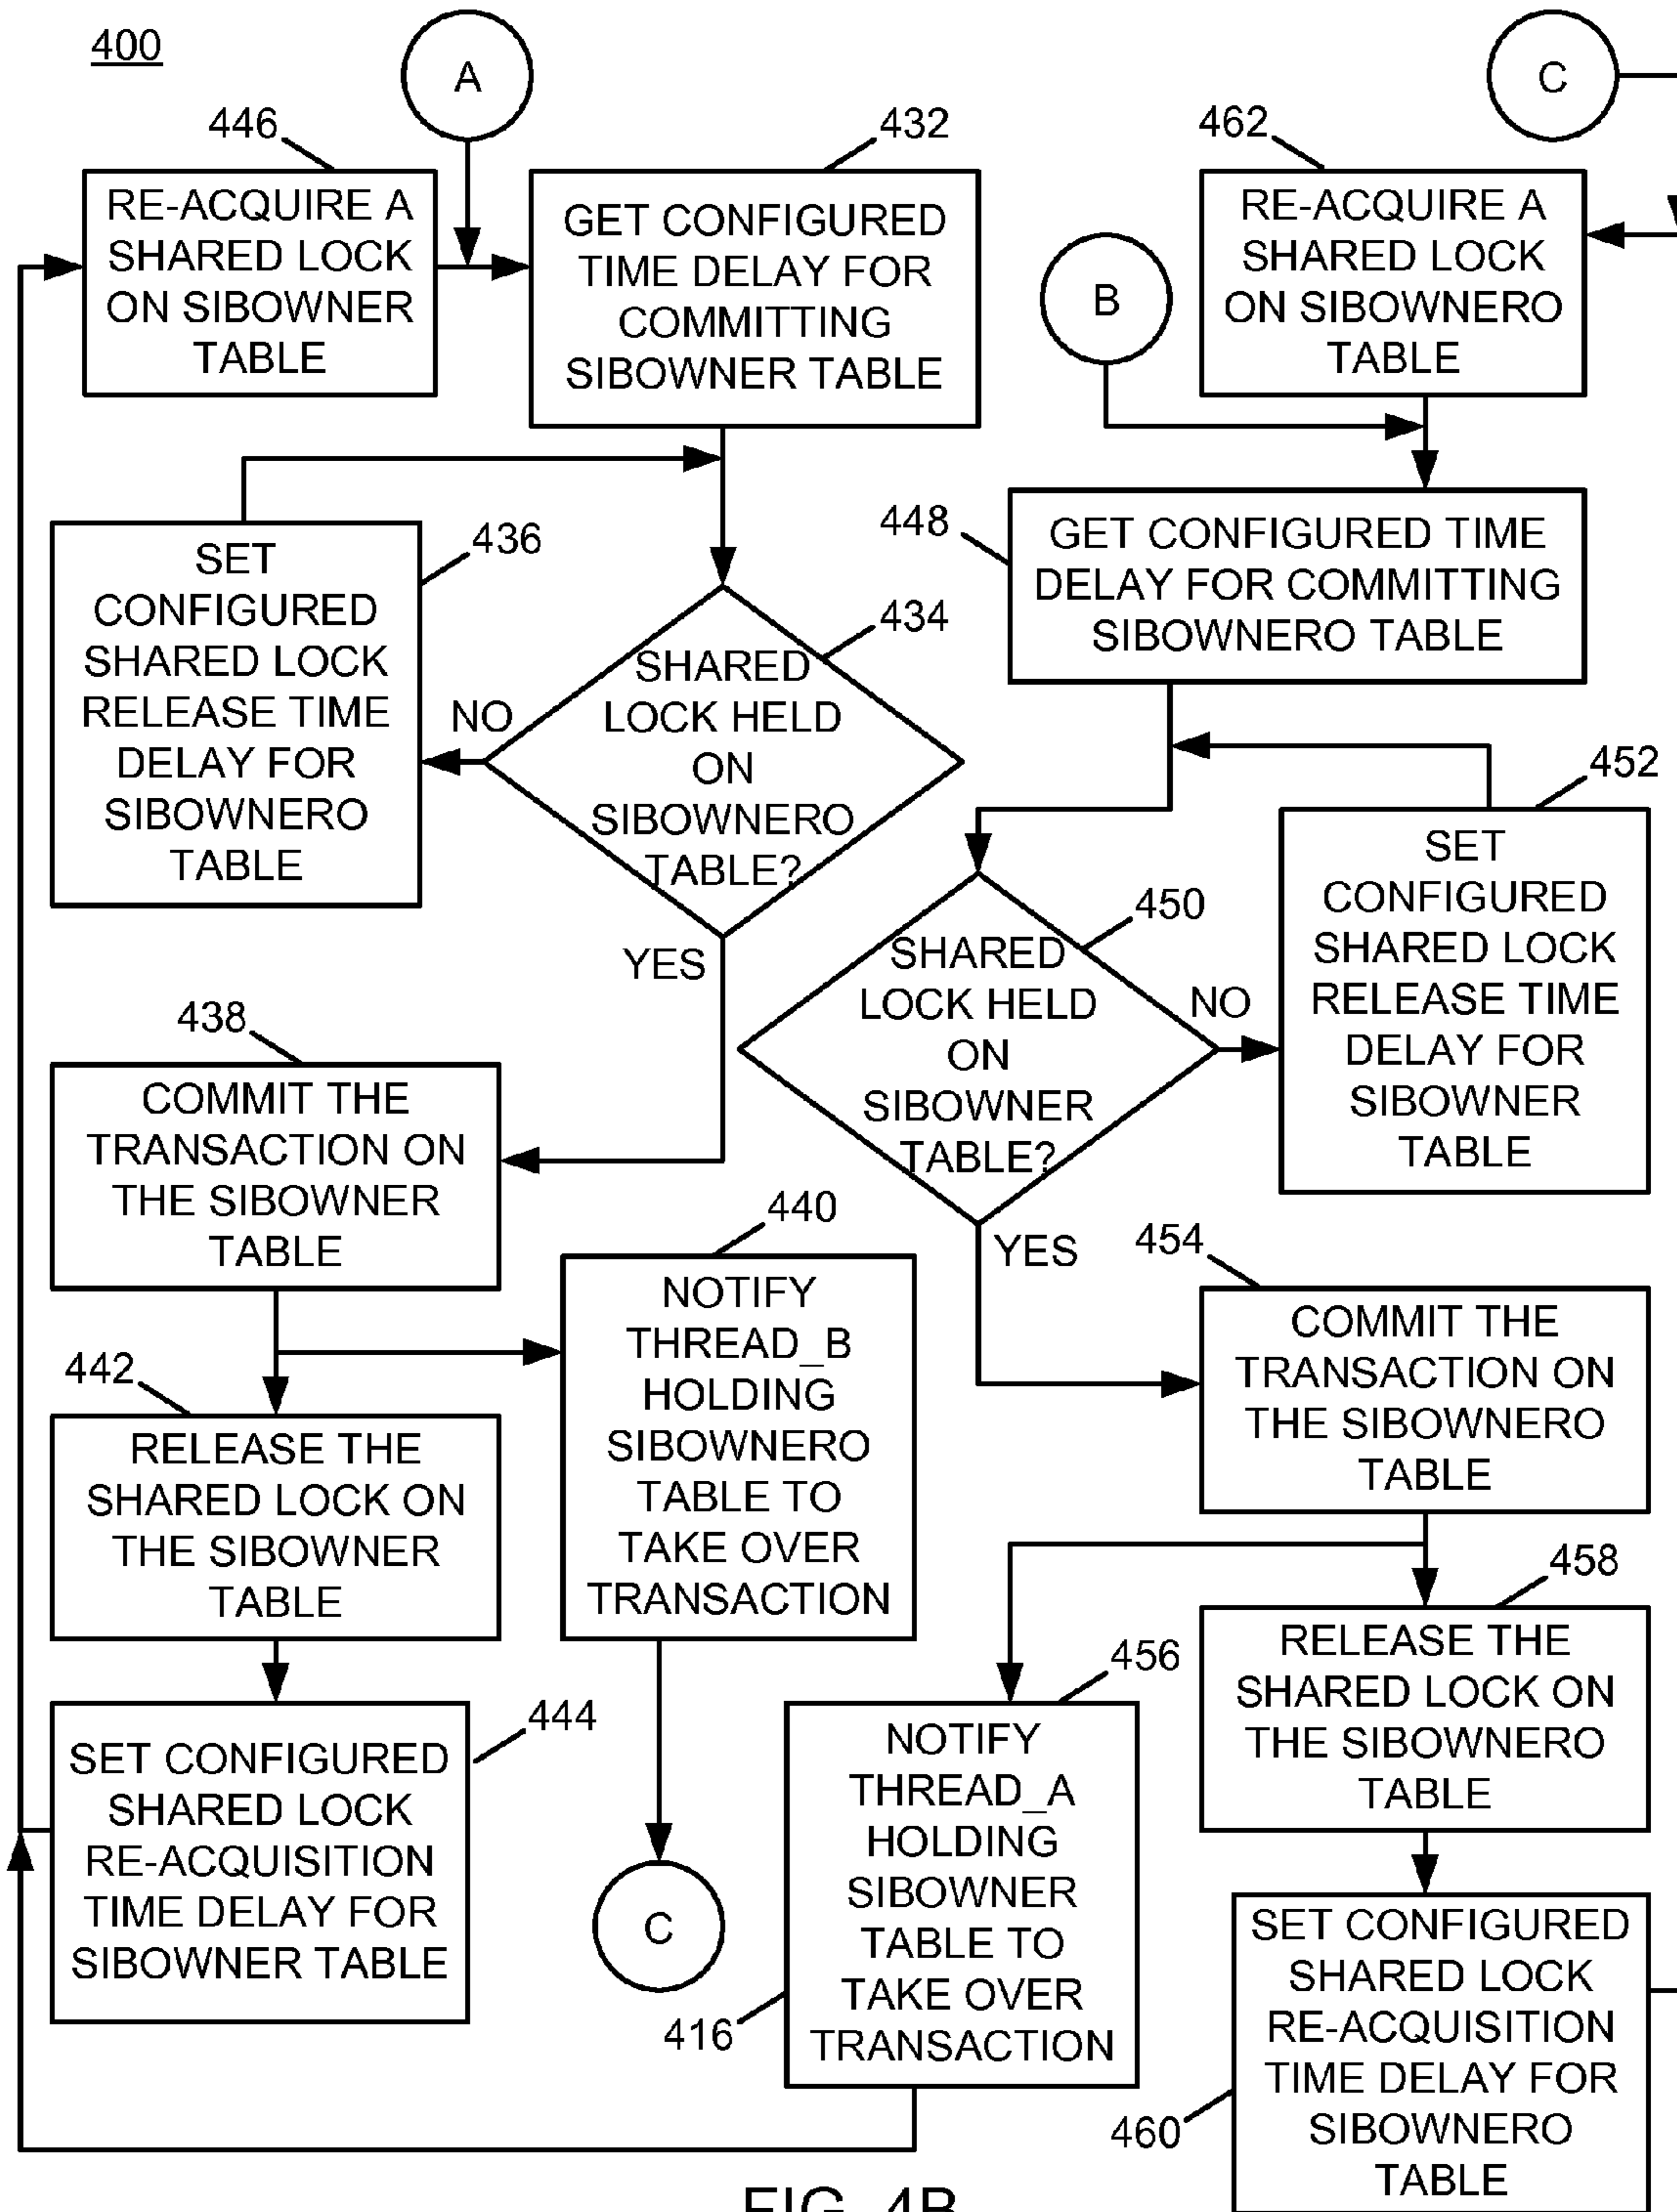 400
A
C
446
432
462
RE-ACQUIRE A
SHARED LOCK
ON SIBOWNER
TABLE
GET CONFIGURED
TIME DELAY FOR
COMMITTING
SIBOWNER TABLE
RE-ACQUIRE A
SHARED LOCK
ON SIBOWNERO
TABLE
B
436
SET
CONFIGURED
SHARED LOCK
RELEASE TIME
DELAY FOR
SIBOWNERO
TABLE
448
GET CONFIGURED TIME
DELAY FOR COMMITTING
SIBOWNERO TABLE
434
SHARED
LOCK HELD
ON
SIBOWNERO
TABLE?
NO
YES
452
SET
CONFIGURED
SHARED LOCK
RELEASE TIME
DELAY FOR
SIBOWNER
TABLE
450
SHARED
LOCK HELD
ON
SIBOWNER
TABLE?
NO
YES
438
COMMIT THE
TRANSACTION ON
THE SIBOWNER
TABLE
440
NOTIFY
THREAD_B
HOLDING
SIBOWNERO
TABLE TO
TAKE OVER
TRANSACTION
454
COMMIT THE
TRANSACTION ON
THE SIBOWNERO
TABLE
442
RELEASE THE
SHARED LOCK ON
THE SIBOWNER
TABLE
458
RELEASE THE
SHARED LOCK ON
THE SIBOWNERO
TABLE
444
SET CONFIGURED
SHARED LOCK
RE-ACQUISITION
TIME DELAY FOR
SIBOWNER TABLE
C
456
NOTIFY
THREAD_A
HOLDING
SIBOWNER
TABLE TO
TAKE OVER
TRANSACTION
416
SET CONFIGURED
SHARED LOCK
RE-ACQUISITION
TIME DELAY FOR
SIBOWNERO
TABLE
460
FIG. 4B